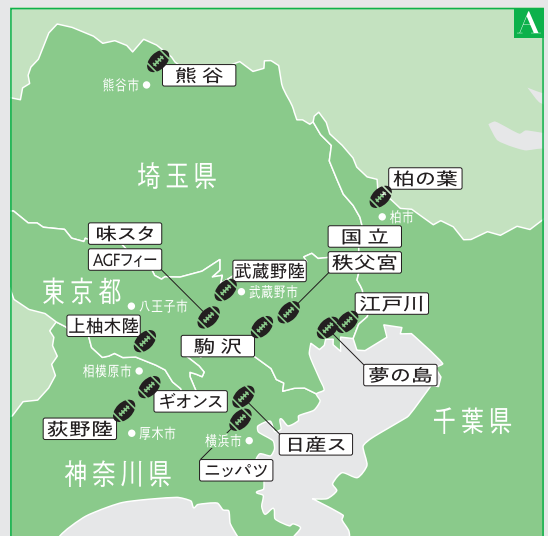 A
熊谷
熊谷市
埼玉県
柏の葉
柏市
味スタ
AGFフィー
国立
秩父宮
武蔵野陸
武蔵野市
東京都
八王子市
江戸川
上柚木陸
駒沢
夢の島
相模原市
ギオンス
千葉県
荻野陸
厚木市
横浜市
日産ス
ニッパツ
神奈川県